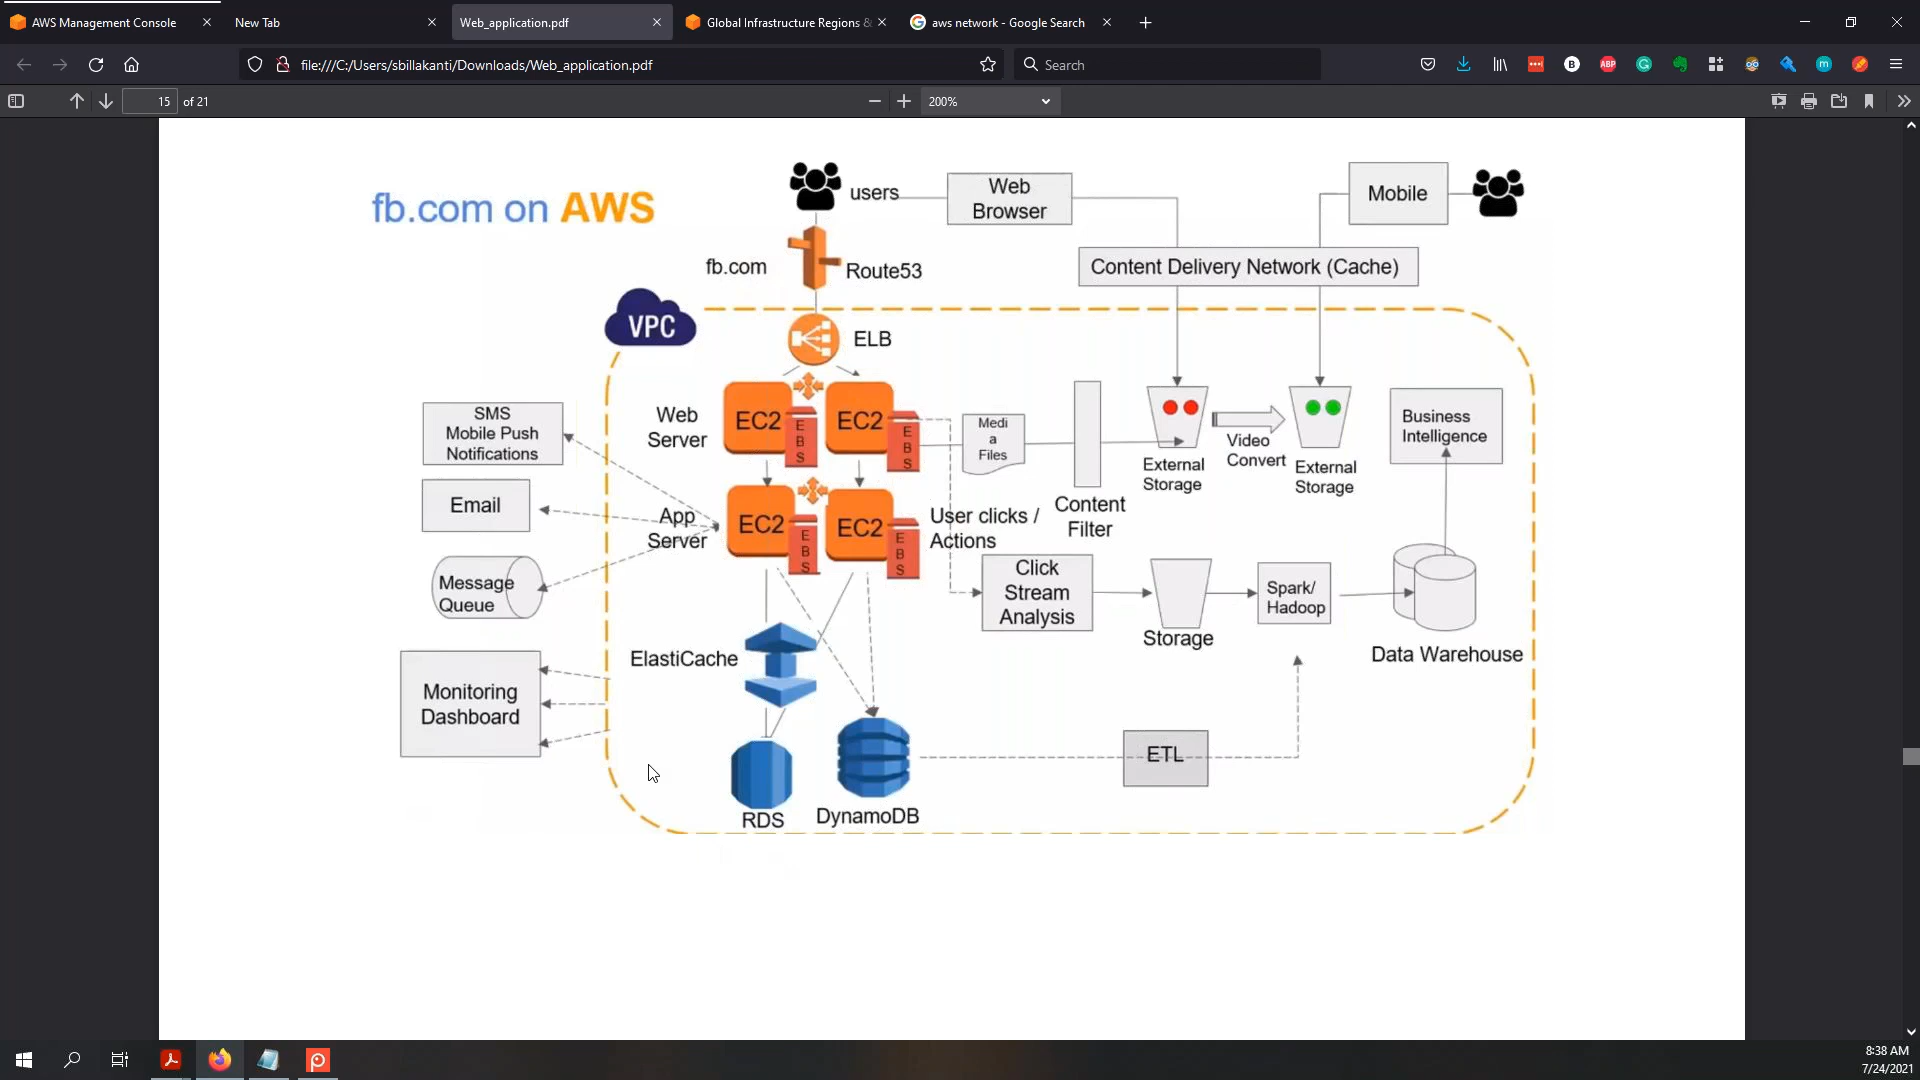 AWS Management Console
New Tab
Web_application.pdf
Global Infrastructure Regions &
aws network - Google Search
file:///C:/Users/sbillakanti/Downloads/Web_application.pdf
Search
15 of 21
200%
fb.com on AWS
users
Web
Browser
Mobile
fb.com
Route53
Content Delivery Network (Cache)
VPC
ELB
Web
Server
EC2
EBS
EC2
EBS
Medi
a
Files
Content
Filter
External
Storage
Video
Convert
External
Storage
Business
Intelligence
SMS
Mobile Push
Notifications
Email
Message
Queue
App
Server
EC2
EBS
EC2
EBS
User clicks /
Actions
Click
Stream
Analysis
Storage
Spark/
Hadoop
Data Warehouse
Monitoring
Dashboard
ElastiCache
RDS
DynamoDB
ETL
8:38 AM
7/24/2021